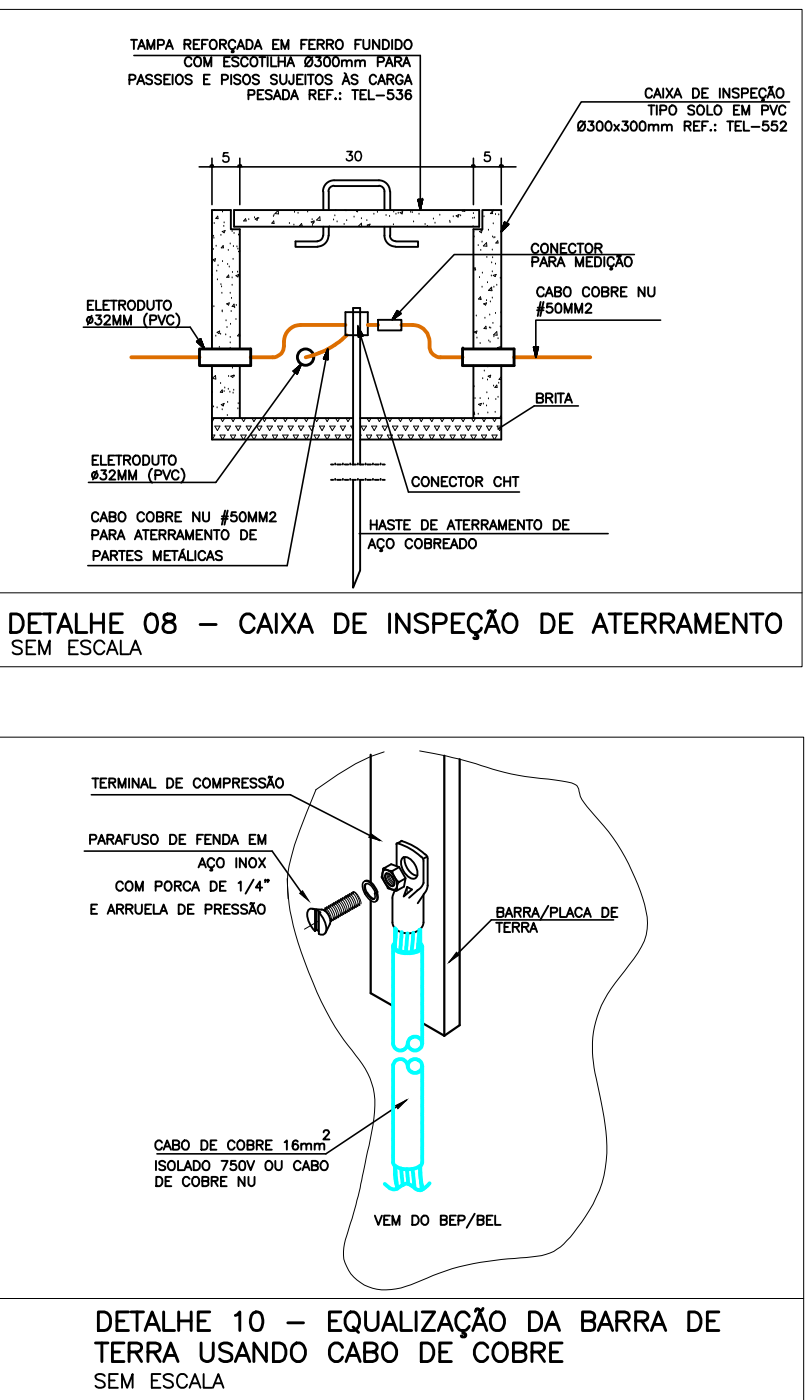 TAMPA REFORÇADA EM FERRO FUNDIDO
COM ESCOTILHA Ø300mm PARA
PASSEIOS E PISOS SUJEITOS ÀS CARGA
PESADA REF.: TEL-536
CAIXA DE INSPEÇÃO
TIPO SOLO EM PVC
Ø300x300mm REF.: TEL-552
5
30
5
CONECTOR
PARA MEDIÇÃO
ELETRODUTO
ø32MM (PVC)
CABO COBRE NU
#50MM2
BRITA
ELETRODUTO
ø32MM (PVC)
CONECTOR CHT
CABO COBRE NU #50MM2
PARA ATERRAMENTO DE
PARTES METÁLICAS
HASTE DE ATERRAMENTO DE
AÇO COBREADO
DETALHE 08 – CAIXA DE INSPEÇÃO DE ATERRAMENTO
SEM ESCALA
TERMINAL DE COMPRESSÃO
PARAFUSO DE FENDA EM
AÇO INOX
COM PORCA DE 1/4"
E ARRUELA DE PRESSÃO
BARRA/PLACA DE
TERRA
CABO DE COBRE 16mm²
ISOLADO 750V OU CABO
DE COBRE NU
VEM DO BEP/BEL
DETALHE 10 – EQUALIZAÇÃO DA BARRA DE
TERRA USANDO CABO DE COBRE
SEM ESCALA